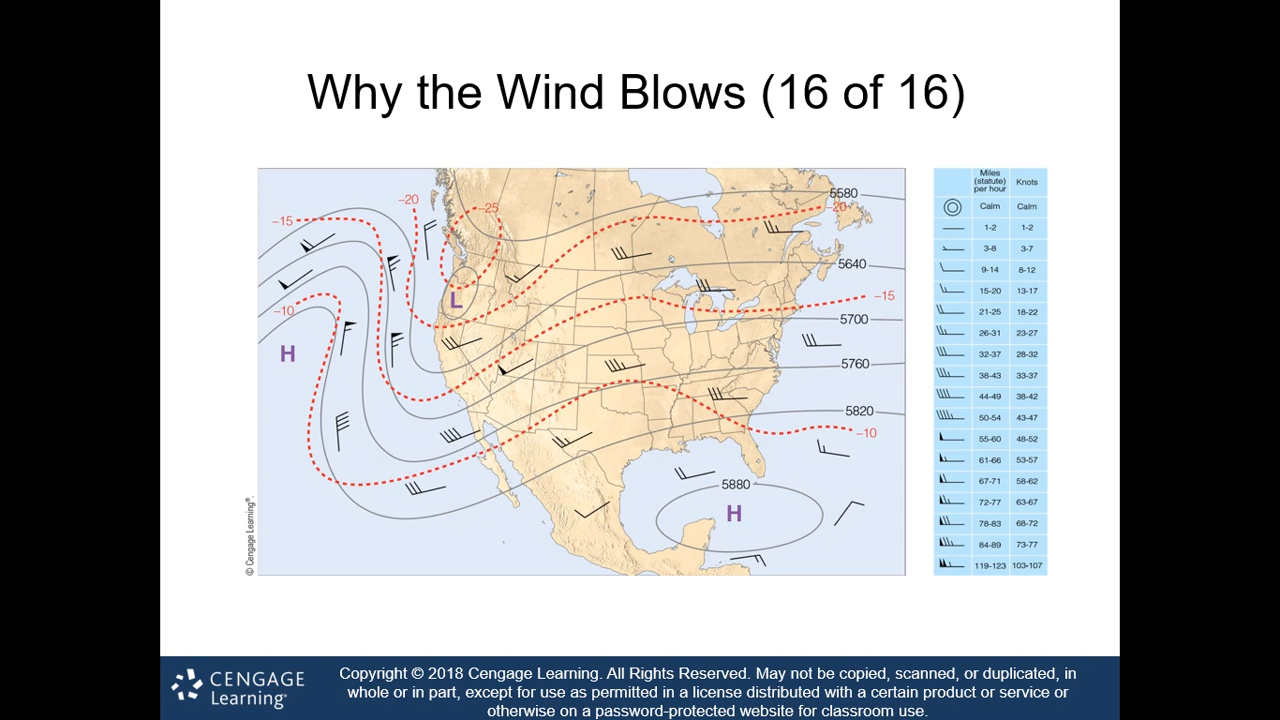 Why the Wind Blows (16 of 16)
-20
-25
5580
-20
-15
5640
-15
L
-10
5700
H
5760
5820
-10
5880
H
© Cengage Learning®.
Miles (statute) per hour Knots
Calm Calm
1-2 1-2
3-8 3-7
9-14 8-12
15-20 13-17
21-25 18-22
26-31 23-27
32-37 28-32
38-43 33-37
44-49 38-42
50-54 43-47
55-60 48-52
61-66 53-57
67-71 58-62
72-77 63-67
78-83 68-72
84-89 73-77
119-123 103-107
CENGAGE
Learning®
Copyright © 2018 Cengage Learning. All Rights Reserved. May not be copied, scanned, or duplicated, in
whole or in part, except for use as permitted in a license distributed with a certain product or service or
otherwise on a password-protected website for classroom use.